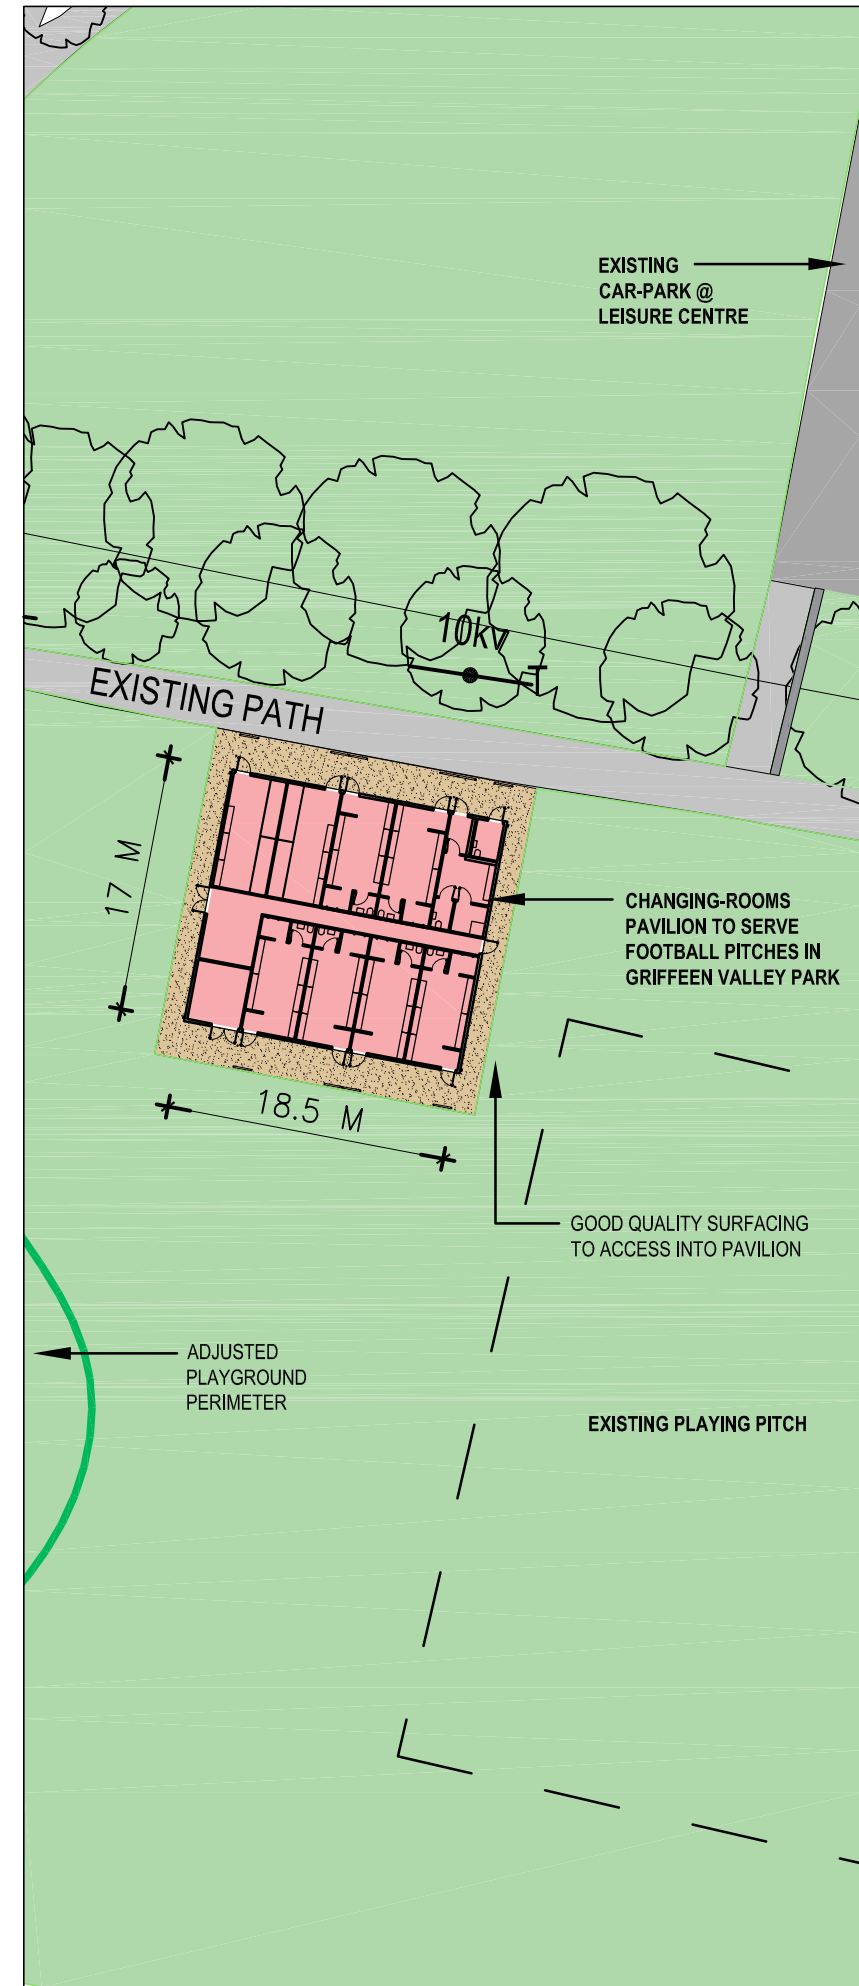 EXISTING
CAR-PARK @
LEISURE CENTRE
10kv
EXISTING PATH
17 M
CHANGING-ROOMS
PAVILION TO SERVE
FOOTBALL PITCHES IN
GRIFFEEN VALLEY PARK
18.5 M
GOOD QUALITY SURFACING
TO ACCESS INTO PAVILION
ADJUSTED
PLAYGROUND
PERIMETER
EXISTING PLAYING PITCH